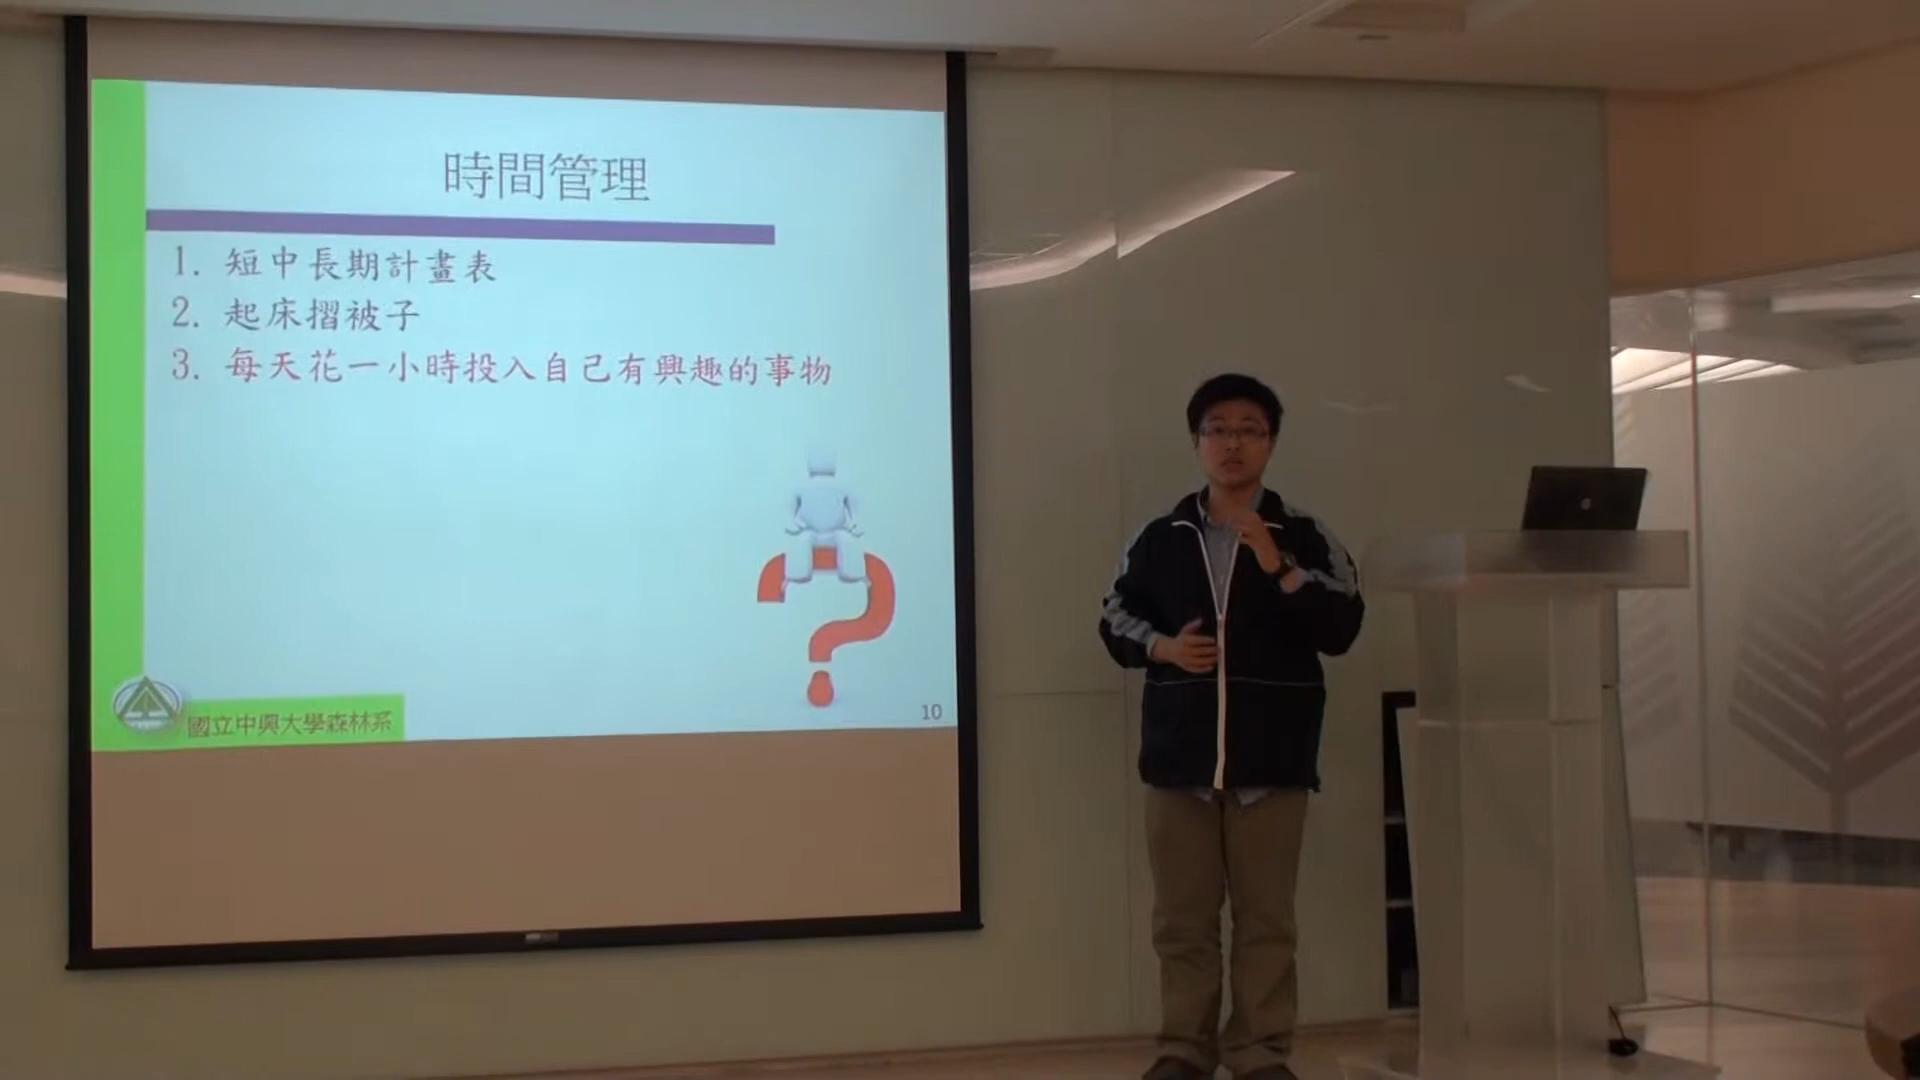 時間管理
1. 短中長期計畫表
2. 起床摺被子
3. 每天花一小時投入自己有興趣的事物
國立中興大學森林系
10